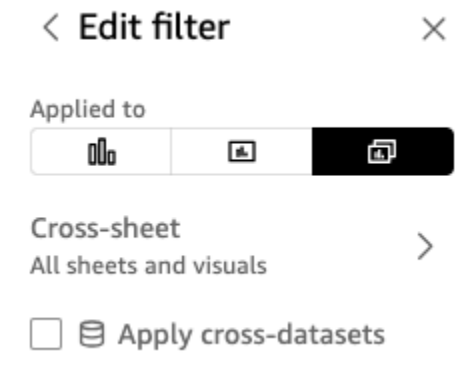 Edit filter
Applied to
Cross-sheet
All sheets and visuals
Apply cross-datasets